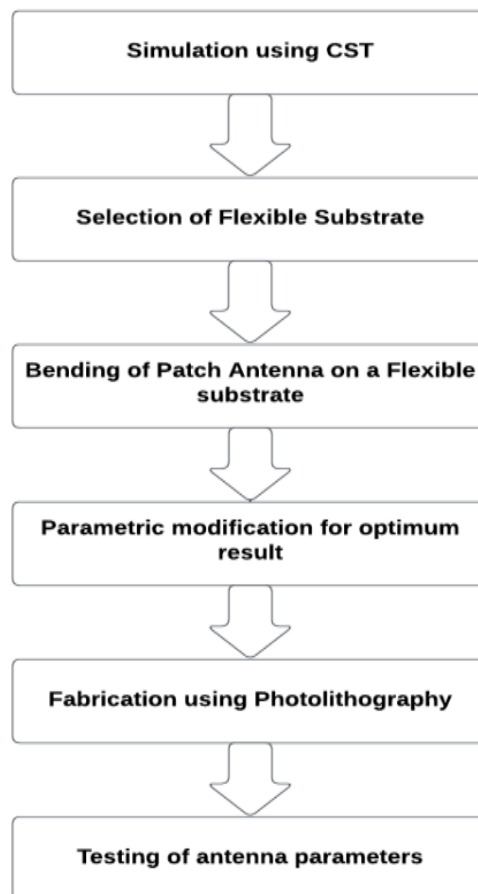 Simulation using CST
Selection of Flexible Substrate
Bending of Patch Antenna on a Flexible
substrate
Parametric modification for optimum
result
Fabrication using Photolithography
Testing of antenna parameters